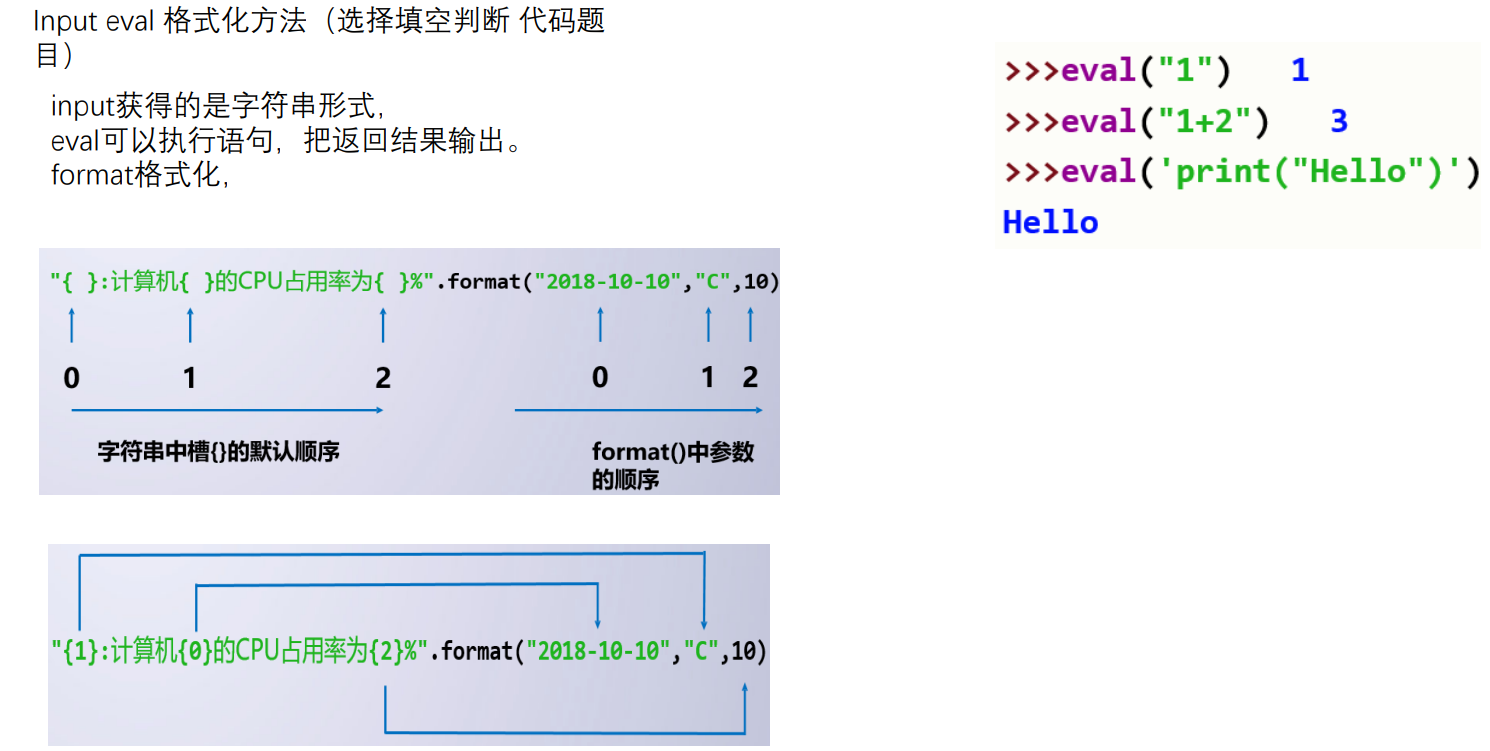 Input eval 格式化方法（选择填空判断 代码题
目）
input获得的是字符串形式，
eval可以执行语句，把返回结果输出。
format格式化，
>>>eval("1")   1
>>>eval("1+2")   3
>>>eval('print("Hello")')
Hello
"{ }:计算机{ }的CPU占用率为{ }%".format("2018-10-10","C",10)
0 1 2 0 1 2
字符串中槽{}的默认顺序
format()中参数
的顺序
"{1}:计算机{0}的CPU占用率为{2}%".format("2018-10-10","C",10)